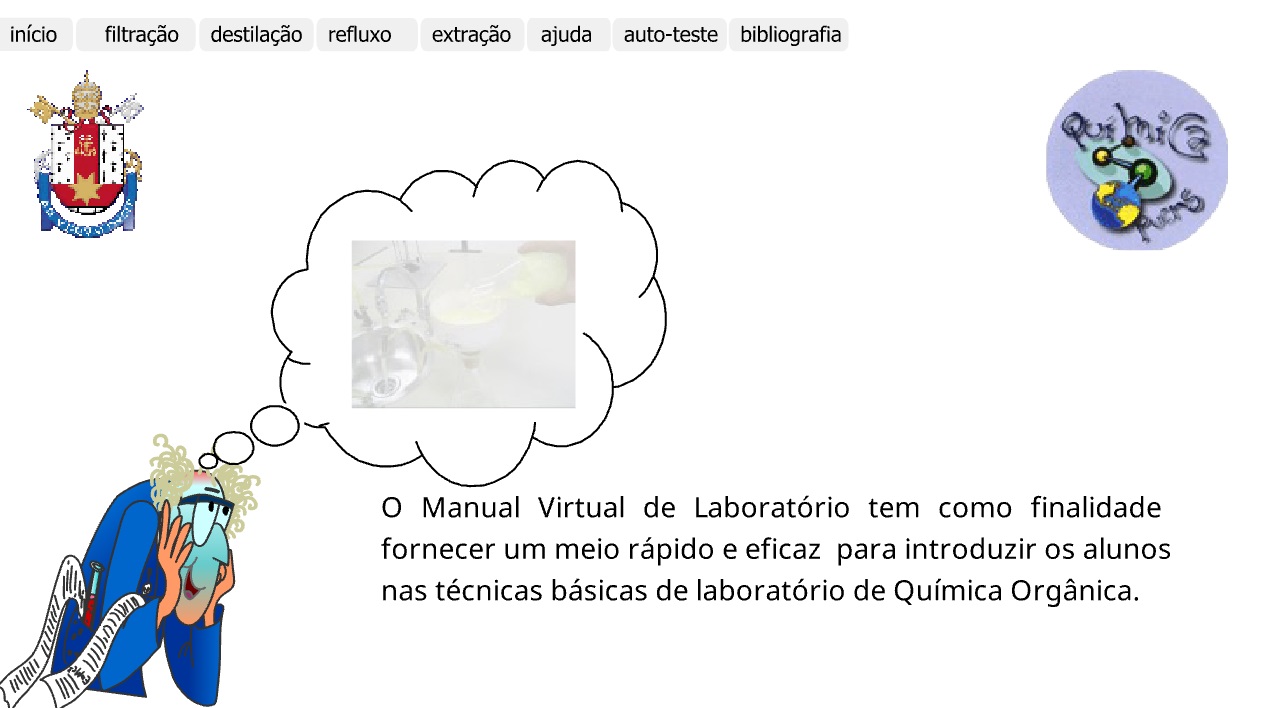 início filtração destilação refluxo extração ajuda auto-teste bibliografia
Química
PUCRS
O Manual Virtual de Laboratório tem como finalidade
fornecer um meio rápido e eficaz para introduzir os alunos
nas técnicas básicas de laboratório de Química Orgânica.